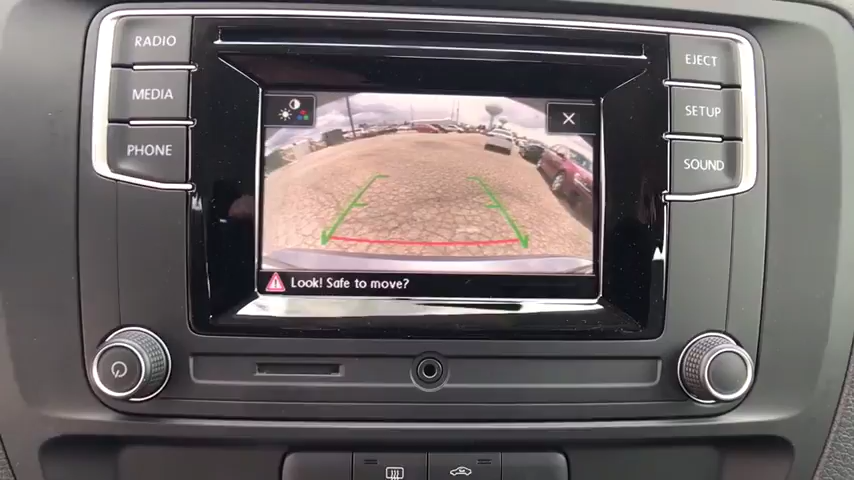 RADIO
MEDIA
PHONE
EJECT
SETUP
SOUND
Look! Safe to move?